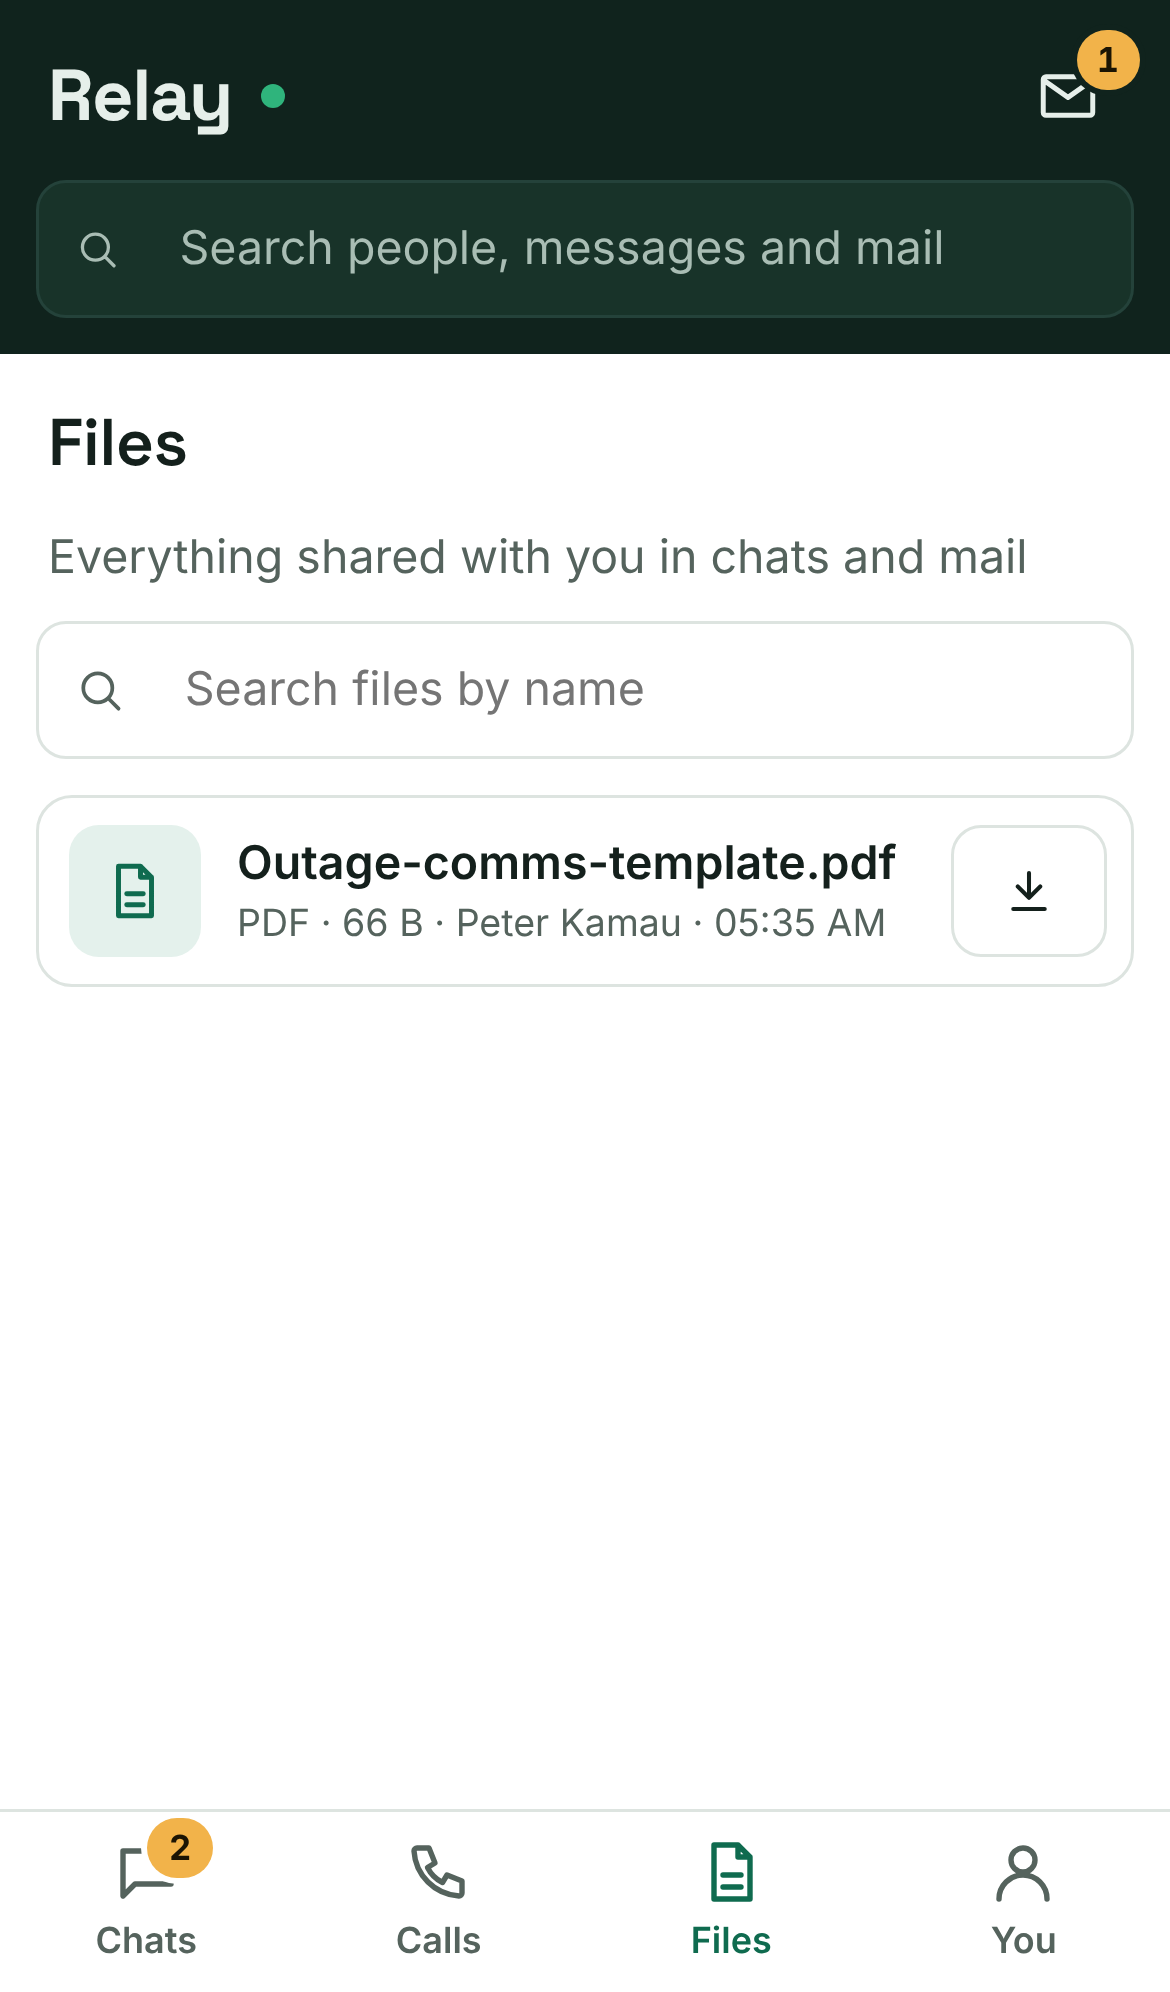 Relay
1
Search people, messages and mail
Files
Everything shared with you in chats and mail
Search files by name
Outage-comms-template.pdf
PDF · 66 B · Peter Kamau · 05:35 AM
2
Chats
Calls
Files
You